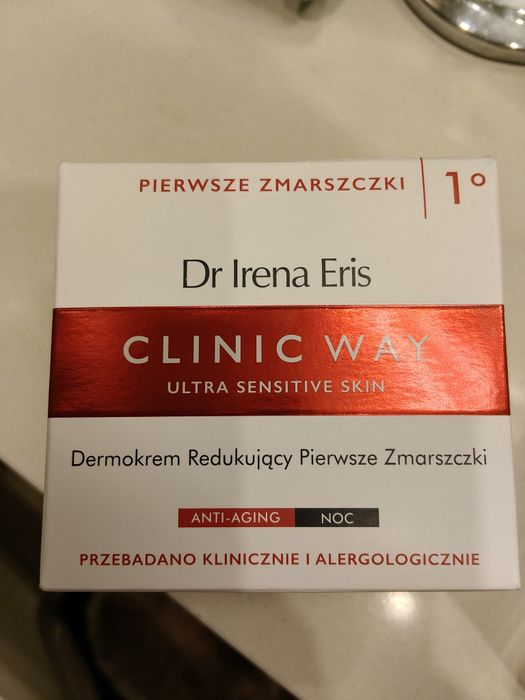 PIERWSZE ZMARSZCZKI 1°
Dr Irena Eris
CLINIC WAY
ULTRA SENSITIVE SKIN
Dermokrem Redukujący Pierwsze Zmarszczki
ANTI-AGING NOC
PRZEBADANO KLINICZNIE I ALERGOLOGICZNIE